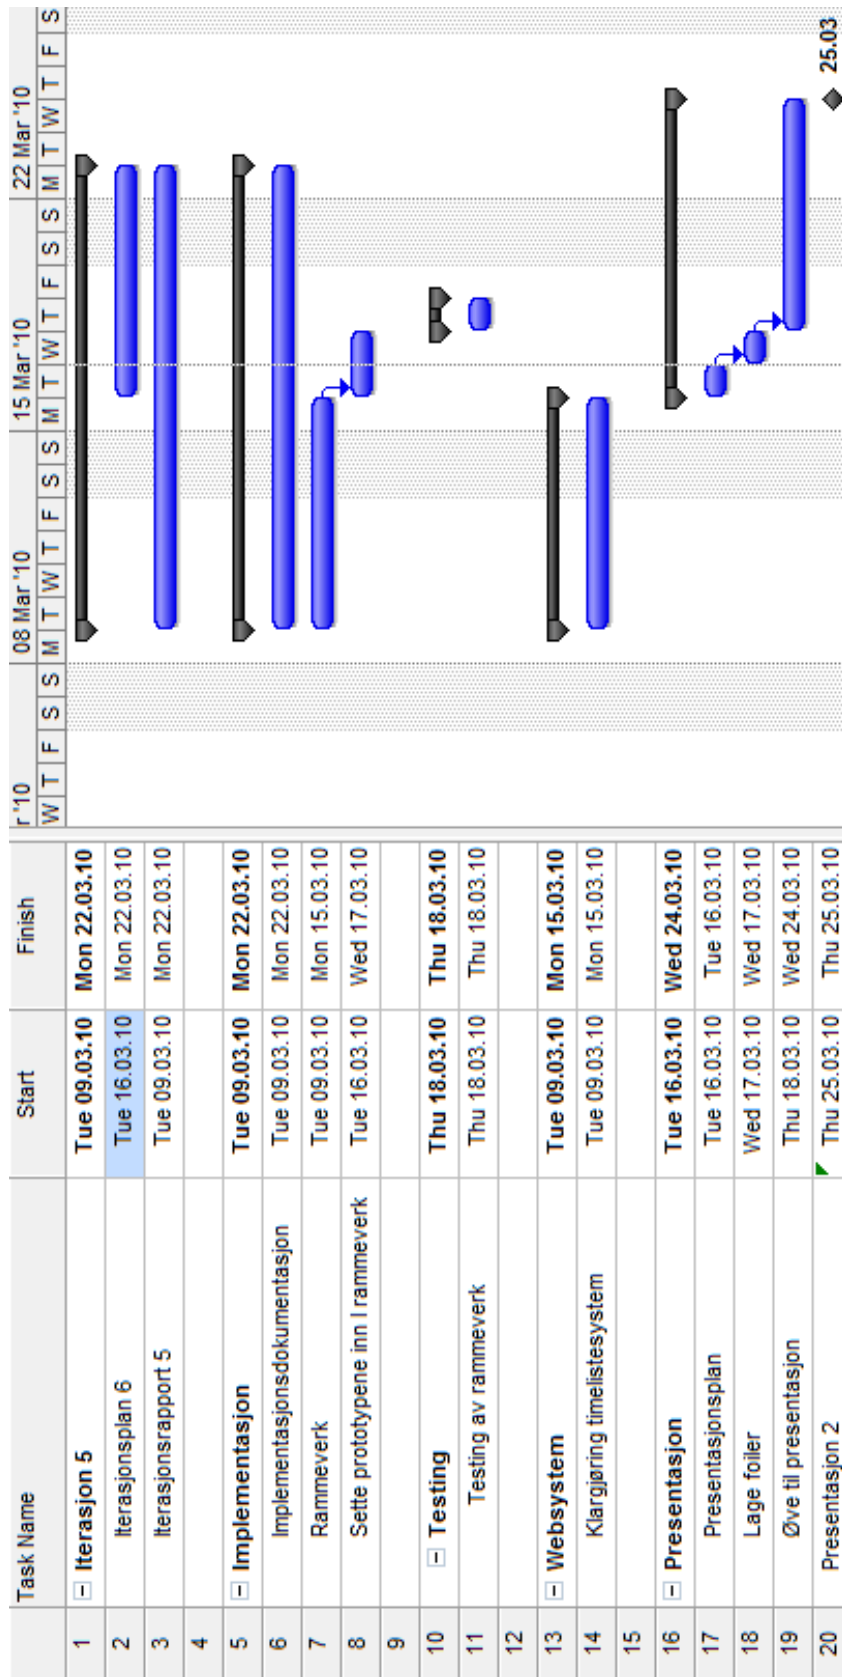 Task Name Start Finish r '10 08 Mar '10 15 Mar '10 22 Mar '10
W T F S S M T W T F S S M T W T F S S M T W T F S
1 Iterasjon 5 Tue 09.03.10 Mon 22.03.10
2 Iterasjonsplan 6 Tue 16.03.10 Mon 22.03.10
3 Iterasjonsrapport 5 Tue 09.03.10 Mon 22.03.10
4
5 Implementasjon Tue 09.03.10 Mon 22.03.10
6 Implementasjonsdokumentasjon Tue 09.03.10 Mon 22.03.10
7 Rammeverk Tue 09.03.10 Mon 15.03.10
8 Sette prototypene inn I rammeverk Tue 16.03.10 Wed 17.03.10
9
10 Testing Thu 18.03.10 Thu 18.03.10
11 Testing av rammeverk Thu 18.03.10 Thu 18.03.10
12
13 Websystem Tue 09.03.10 Mon 15.03.10
14 Klargjøring timelistesystem Tue 09.03.10 Mon 15.03.10
15
16 Presentasjon Tue 16.03.10 Wed 24.03.10
17 Presentasjonsplan Tue 16.03.10 Tue 16.03.10
18 Lage foiler Wed 17.03.10 Wed 17.03.10
19 Øve til presentasjon Thu 18.03.10 Wed 24.03.10
20 Presentasjon 2 Thu 25.03.10 Thu 25.03.10 25.03